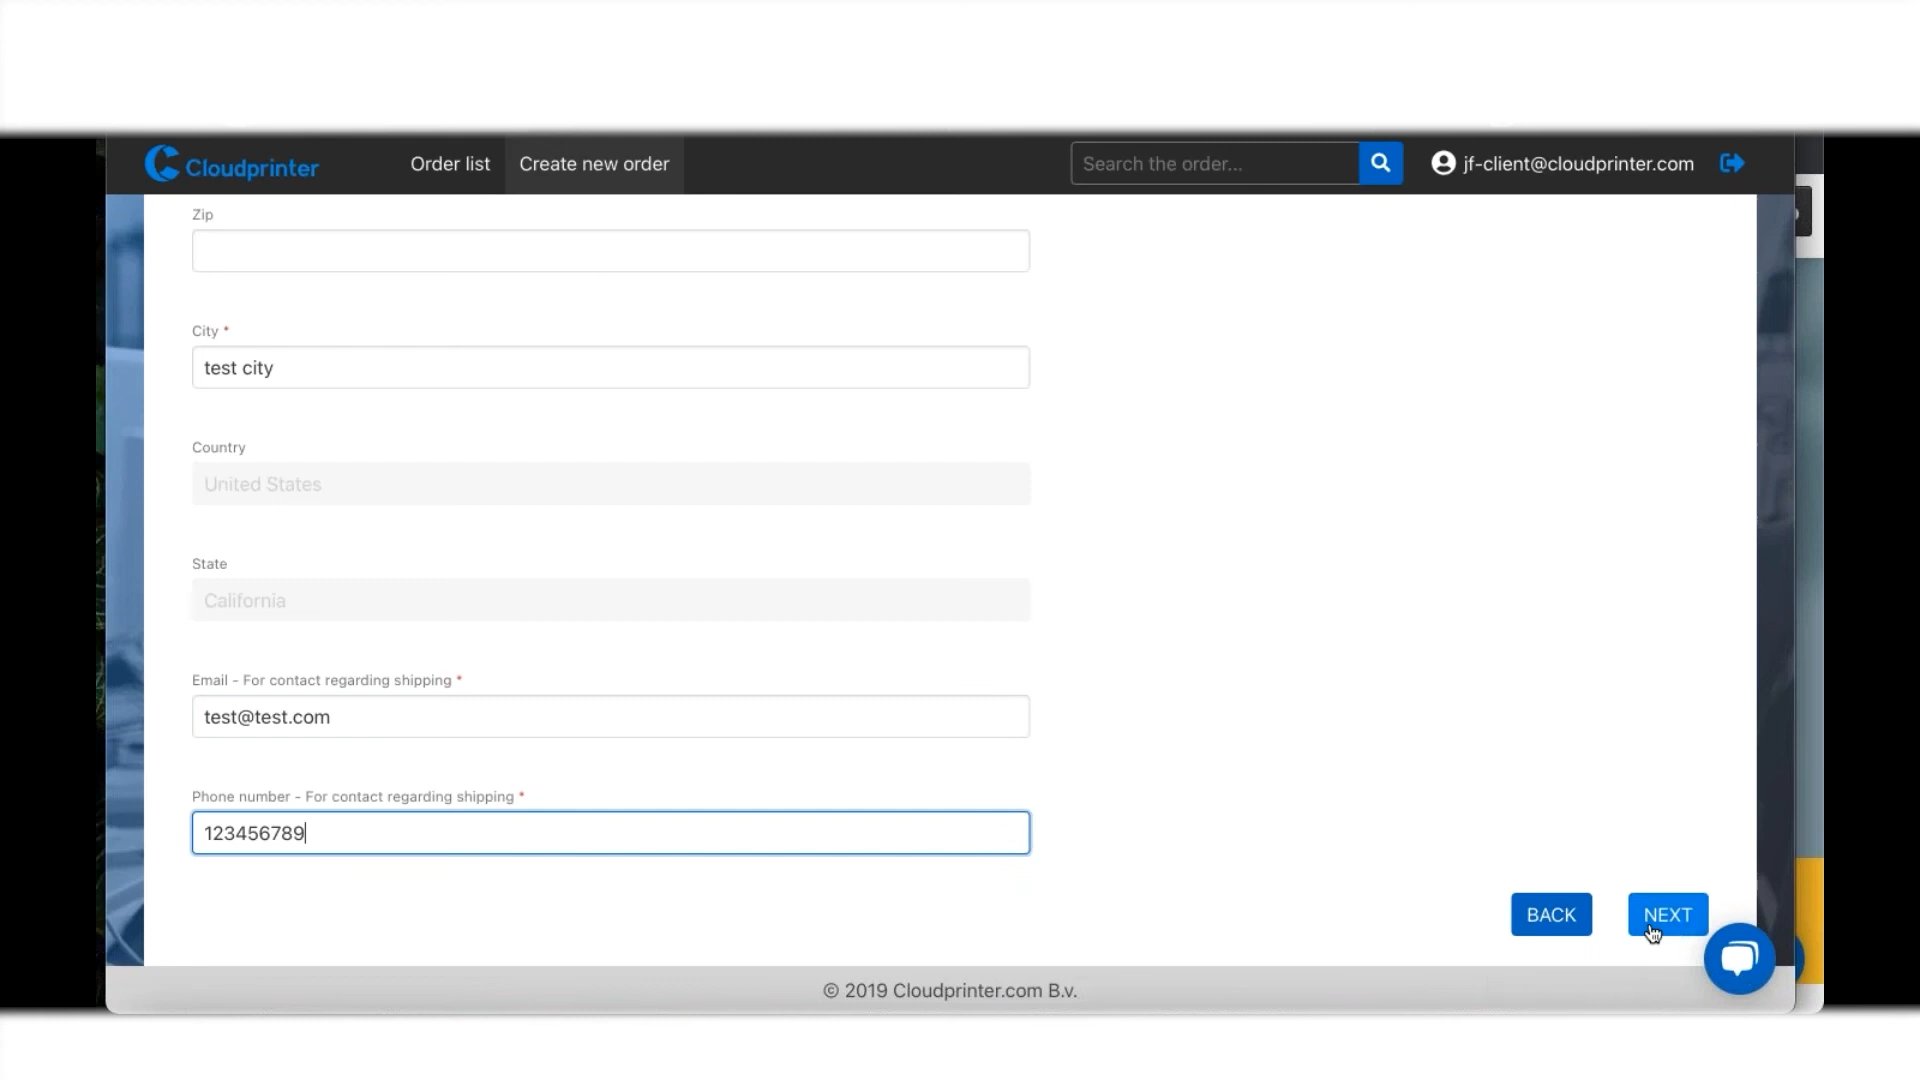 Cloudprinter
Order list
Create new order
Search the order...
jf-client@cloudprinter.com
Zip
City *
test city
Country
United States
State
California
Email - For contact regarding shipping *
test@test.com
Phone number - For contact regarding shipping *
123456789
BACK
NEXT
© 2019 Cloudprinter.com B.v.